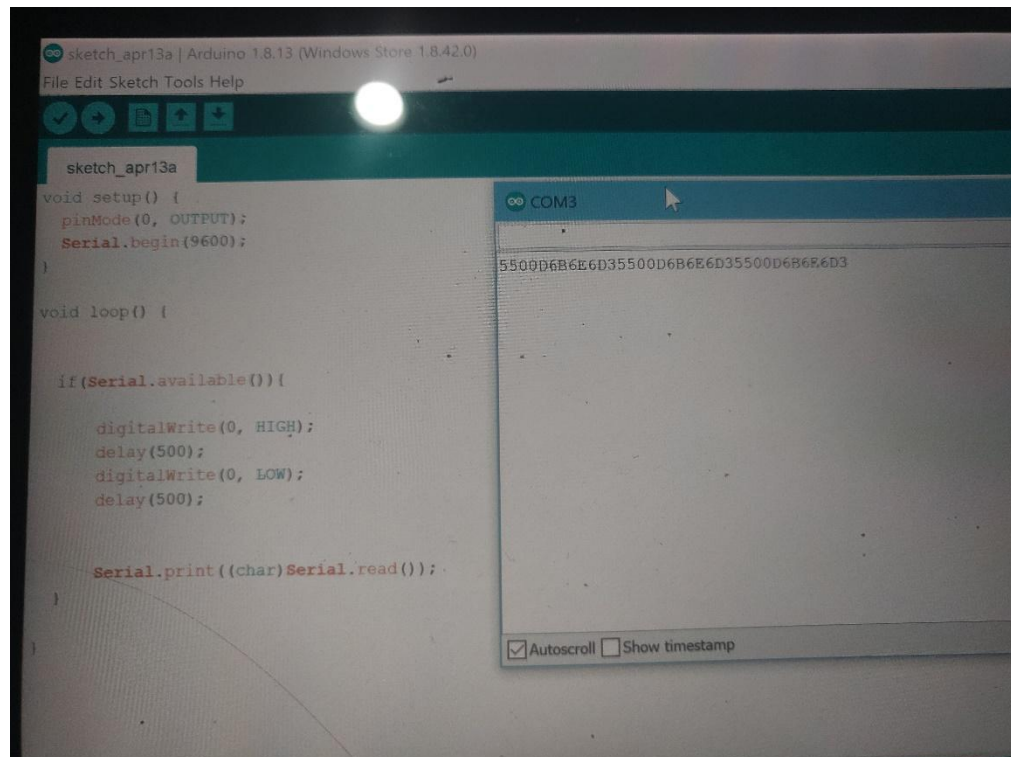 sketch_apr13a | Arduino 1.8.13 (Windows Store 1.8.42.0)
File Edit Sketch Tools Help
sketch_apr13a
void setup() {
pinMode(0, OUTPUT);
Serial.begin(9600);
}
void loop() {
if(Serial.available()){
digitalWrite(0, HIGH);
delay(500);
digitalWrite(0, LOW);
delay(500);
Serial.print((char)Serial.read());
}
}
COM3
5500D6B6E6D35500D6B6E6D35500D6B6E6D3
Autoscroll Show timestamp